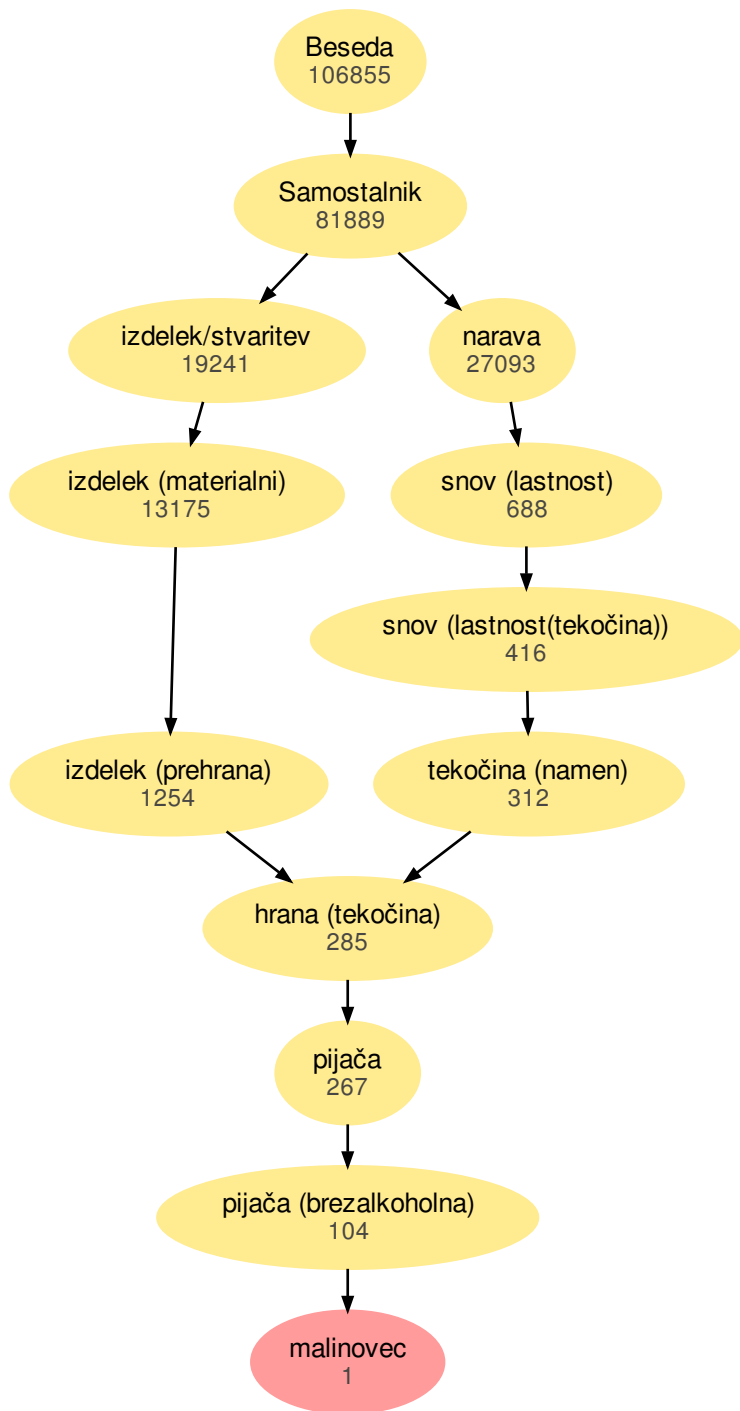 Beseda
106855
Samostalnik
81889
izdelek/stvaritev
19241
narava
27093
izdelek (materialni)
13175
snov (lastnost)
688
snov (lastnost(tekočina))
416
izdelek (prehrana)
1254
tekočina (namen)
312
hrana (tekočina)
285
pijača
267
pijača (brezalkoholna)
104
malinovec
1